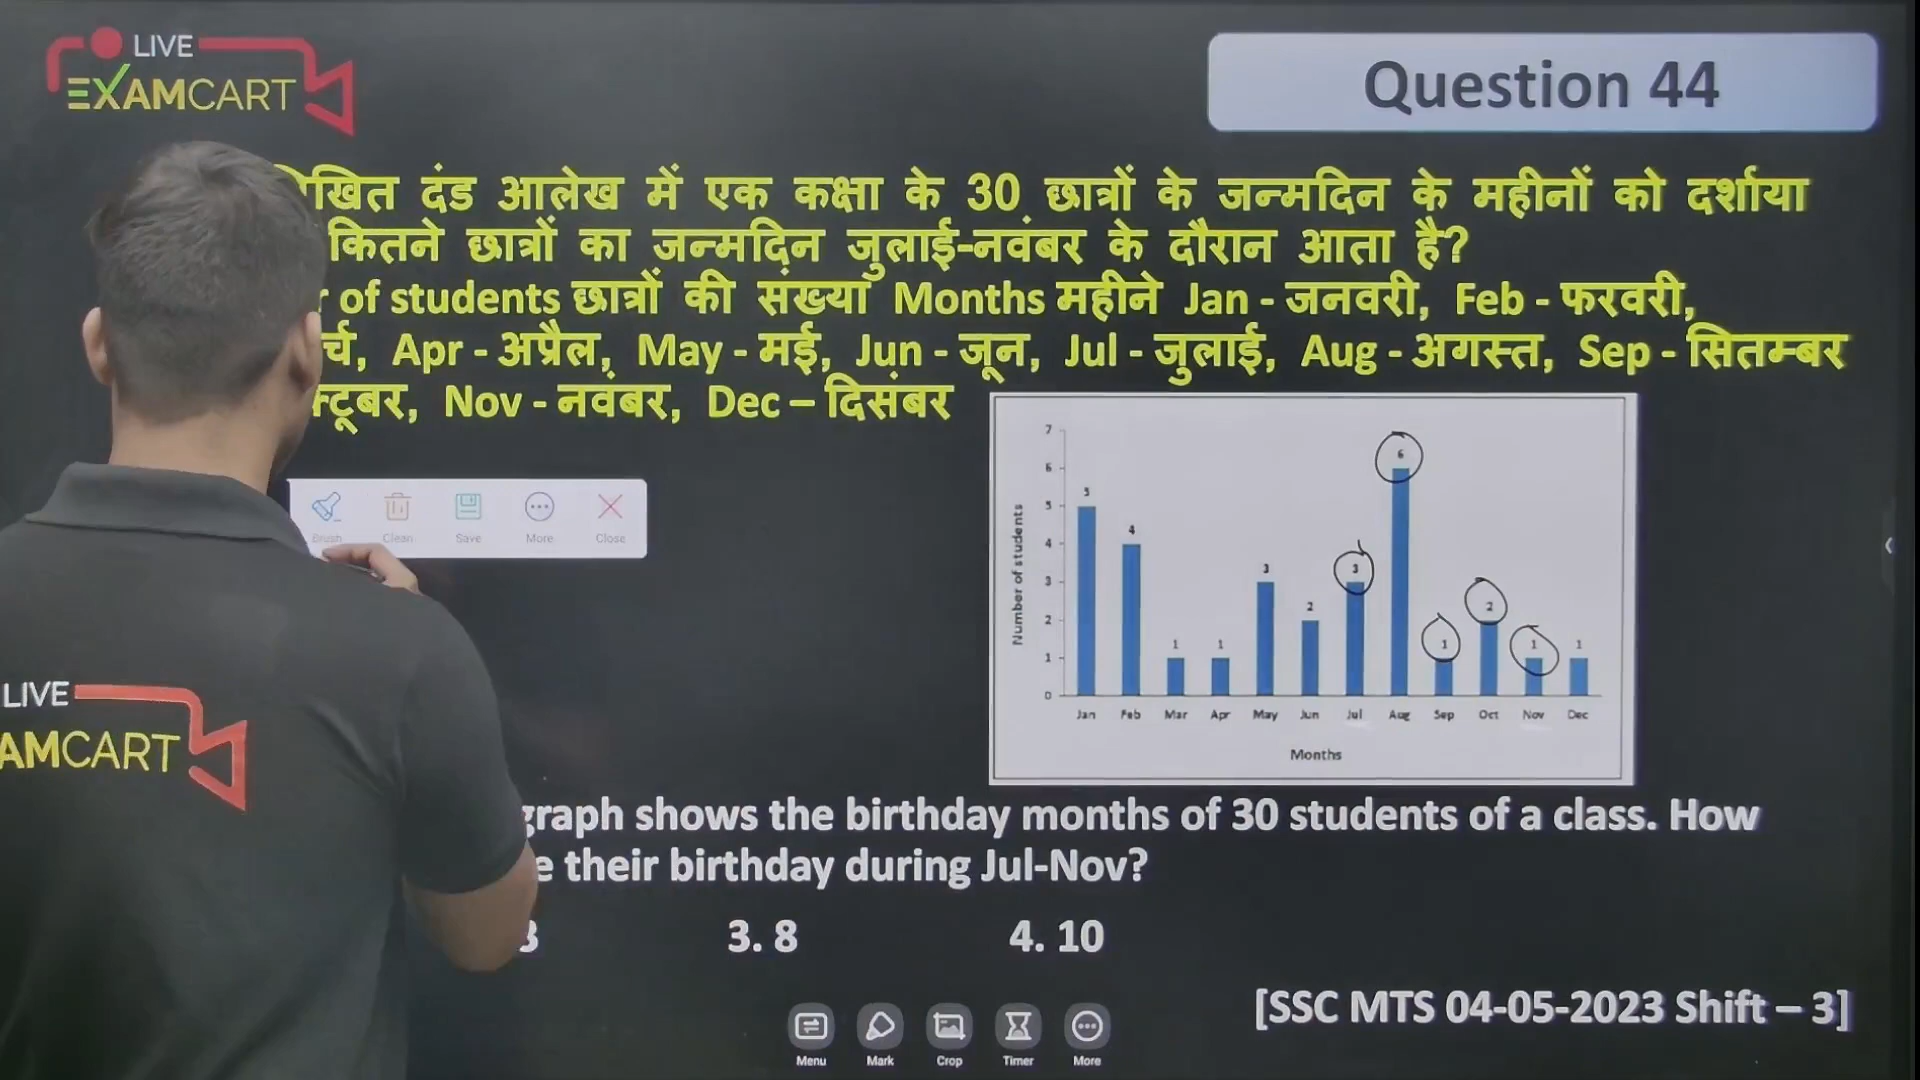 LIVE
EXAMCART
Question 44
दंड आलेख में एक कक्षा के 30 छात्रों के जन्मदिन के महीनों को दर्शाया
कितने छात्रों का जन्मदिन जुलाई-नवंबर के दौरान आता है?
r of students छात्रों की संख्या Months महीने Jan - जनवरी, Feb - फरवरी,
र्च, Apr - अप्रैल, May - मई, Jun - जून, Jul - जुलाई, Aug - अगस्त, Sep - सितम्बर
क्टूबर, Nov - नवंबर, Dec – दिसंबर
Brush Clean Save More Close
Number of students
7
6
5
4
3
2
1
0
5 4 1 1 3 2 3 6 1 2 1 1
Jan Feb Mar Apr May Jun Jul Aug Sep Oct Nov Dec
Months
LIVE
AMCART
graph shows the birthday months of 30 students of a class. How
e their birthday during Jul-Nov?
3. 8 4. 10
[SSC MTS 04-05-2023 Shift – 3]
Menu Mark Crop Timer More